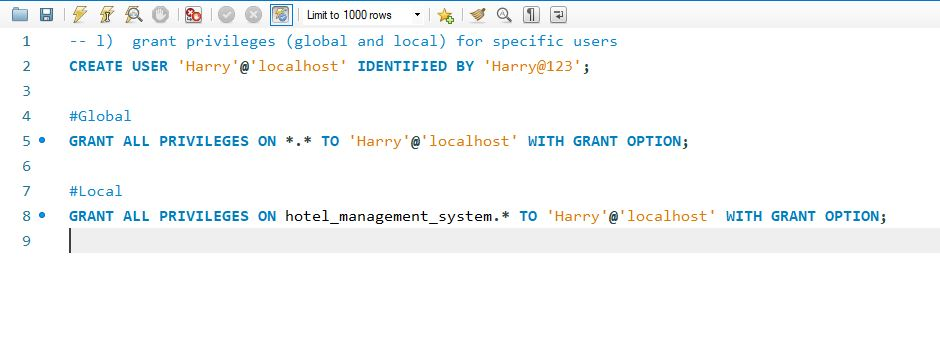 Limit to 1000 rows
1 -- l)  grant privileges (global and local) for specific users
2 CREATE USER 'Harry'@'localhost' IDENTIFIED BY 'Harry@123';
3
4 #Global
5 GRANT ALL PRIVILEGES ON *.* TO 'Harry'@'localhost' WITH GRANT OPTION;
6
7 #Local
8 GRANT ALL PRIVILEGES ON hotel_management_system.* TO 'Harry'@'localhost' WITH GRANT OPTION;
9